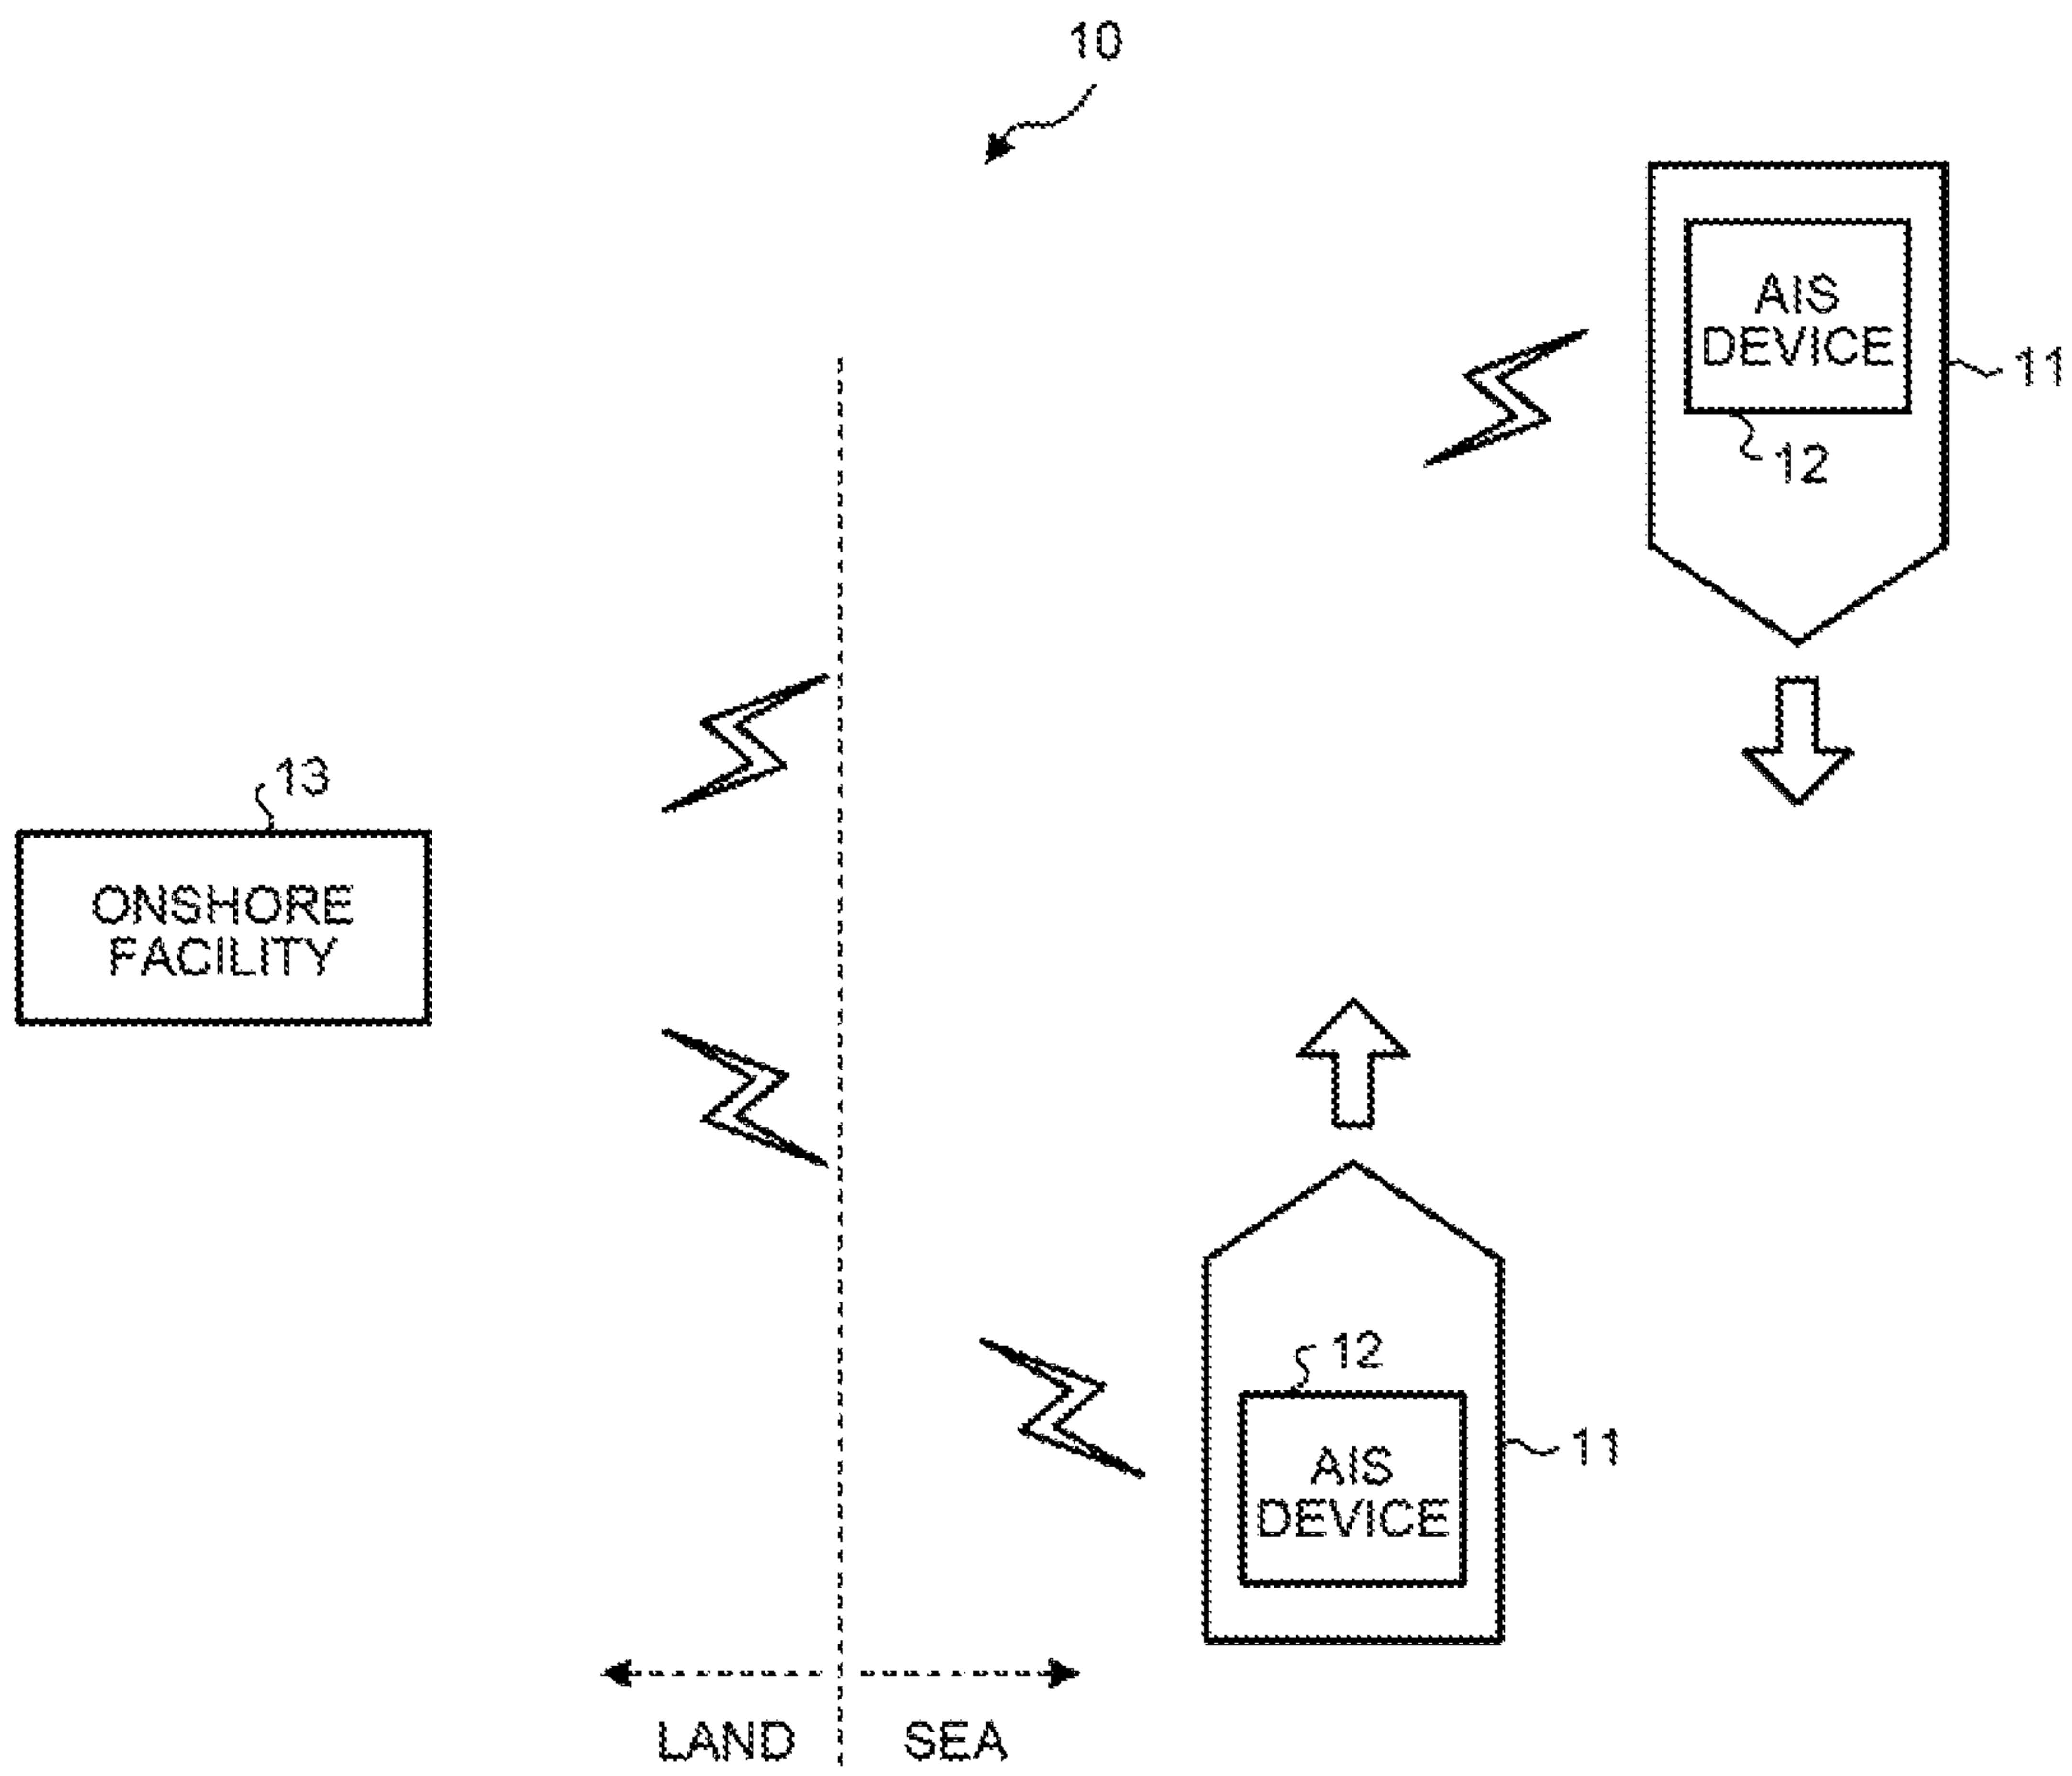 10
AIS
DEVICE
11
12
13
ONSHORE
FACILITY
12
AIS
DEVICE
11
LAND
SEA